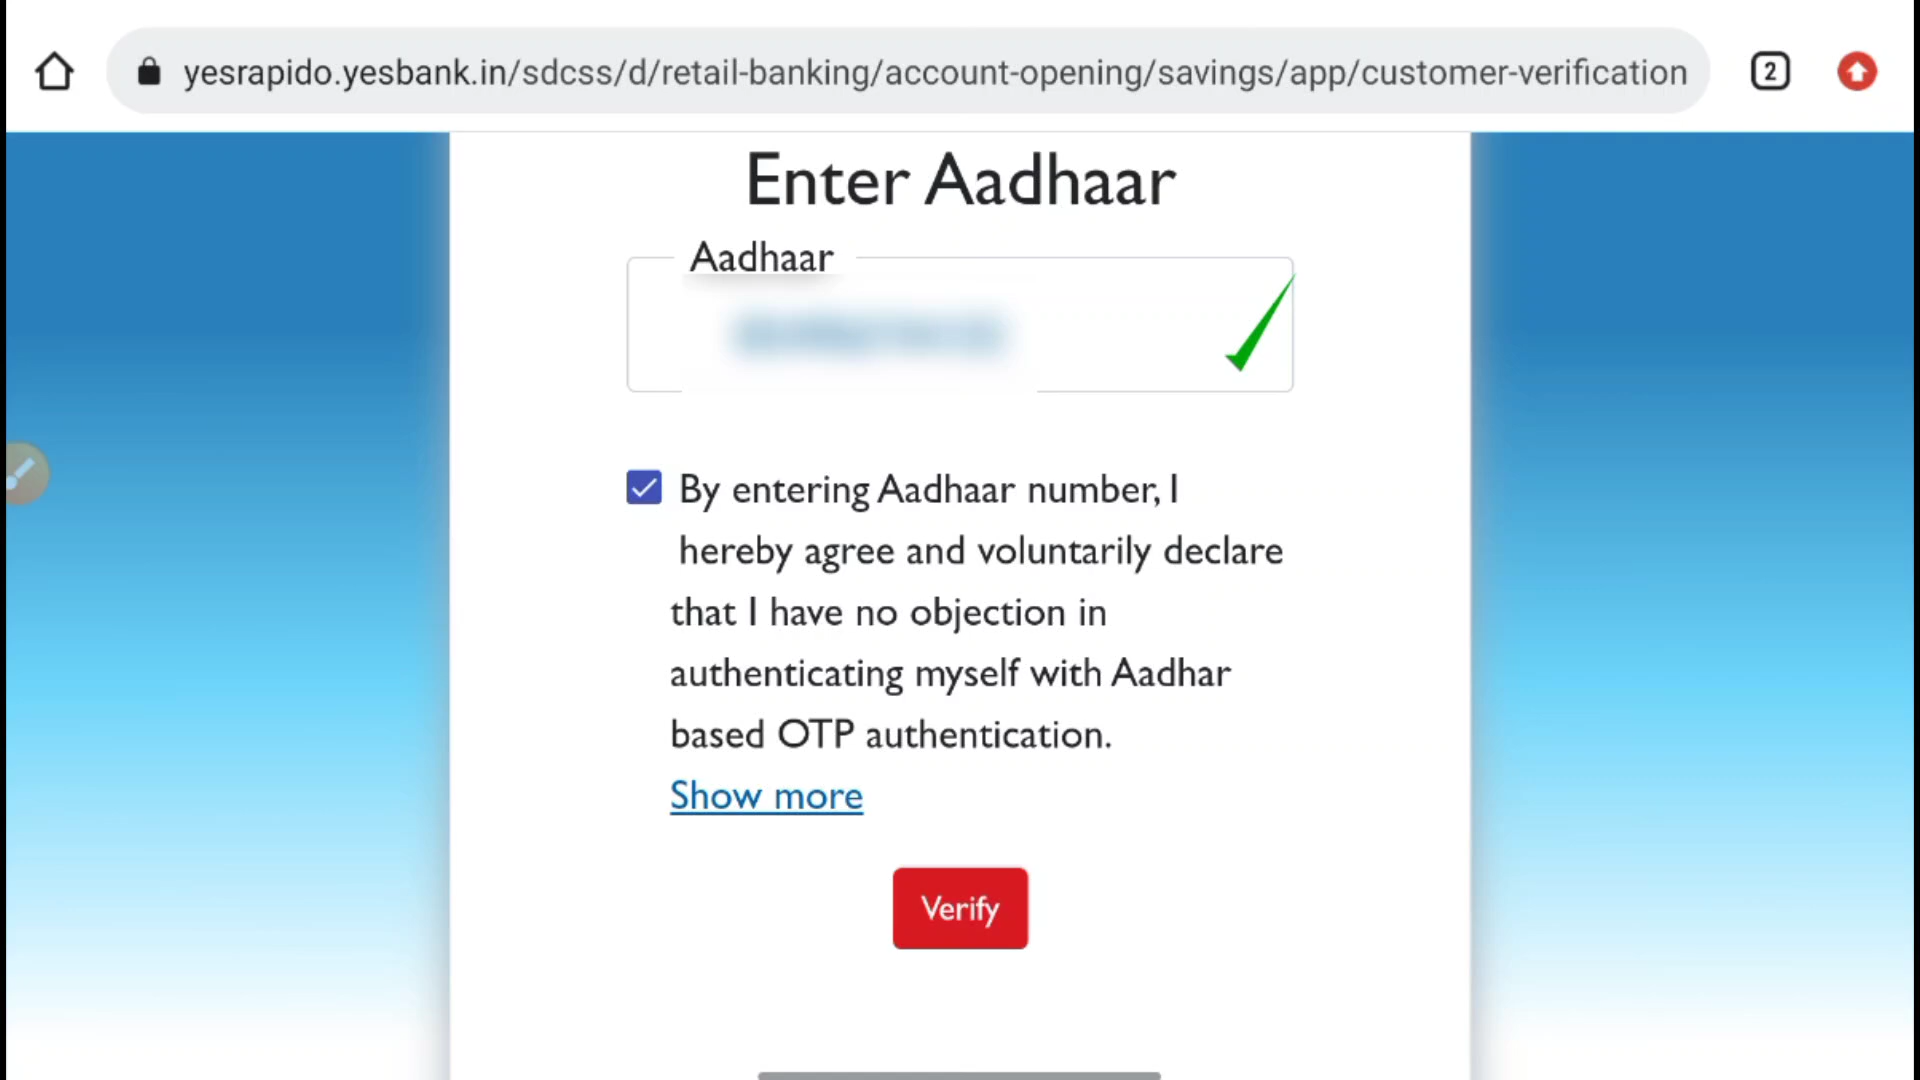 yesrapido.yesbank.in/sdcss/d/retail-banking/account-opening/savings/app/customer-verification
2
Enter Aadhaar
Aadhaar
By entering Aadhaar number, I
hereby agree and voluntarily declare
that I have no objection in
authenticating myself with Aadhar
based OTP authentication.
Show more
Verify